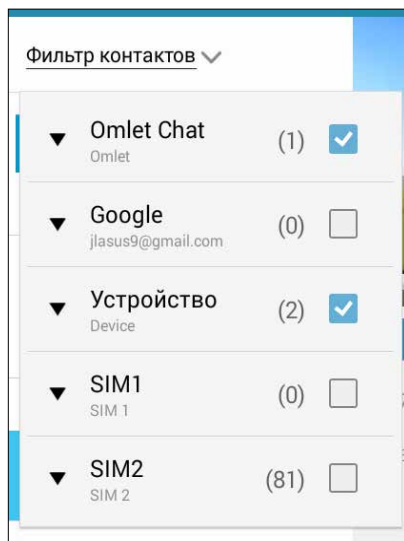 Фильтр контактов
Omlet Chat (1)
Omlet
Google (0)
jlasus9@gmail.com
Устройство (2)
Device
SIM1 (0)
SIM 1
SIM2 (81)
SIM 2